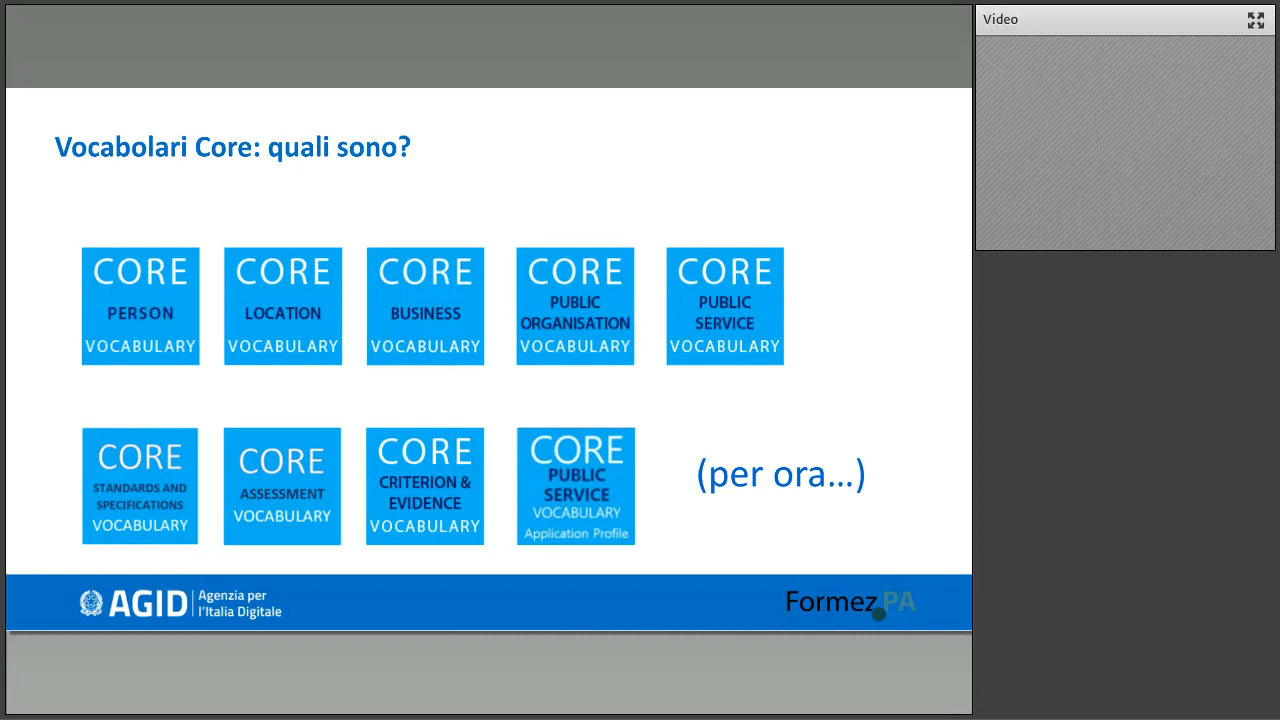 Video
Vocabolari Core: quali sono?
CORE
PERSON
VOCABULARY
CORE
LOCATION
VOCABULARY
CORE
BUSINESS
VOCABULARY
CORE
PUBLIC
ORGANISATION
VOCABULARY
CORE
PUBLIC
SERVICE
VOCABULARY
CORE
STANDARDS AND
SPECIFICATIONS
VOCABULARY
CORE
ASSESSMENT
VOCABULARY
CORE
CRITERION &
EVIDENCE
VOCABULARY
CORE
PUBLIC
SERVICE
VOCABULARY
Application Profile
(per ora...)
AGID
Agenzia per
l'Italia Digitale
Formez PA